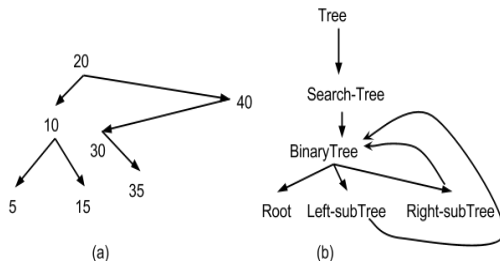 20
40
10
30
35
5
15
(a)
Tree
Search-Tree
BinaryTree
Root
Left-subTree
Right-subTree
(b)